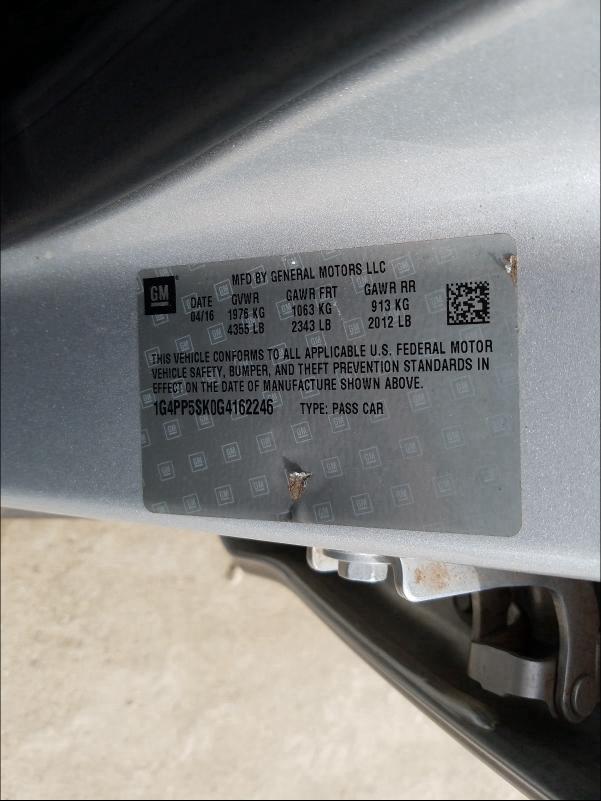 MFD BY GENERAL MOTORS LLC
GM
DATE GVWR GAWR FRT GAWR RR
04/16 1976 KG 1063 KG 913 KG
4355 LB 2343 LB 2012 LB
THIS VEHICLE CONFORMS TO ALL APPLICABLE U.S. FEDERAL MOTOR
VEHICLE SAFETY, BUMPER, AND THEFT PREVENTION STANDARDS IN
EFFECT ON THE DATE OF MANUFACTURE SHOWN ABOVE.
1G4PP5SK0G4162246 TYPE: PASS CAR